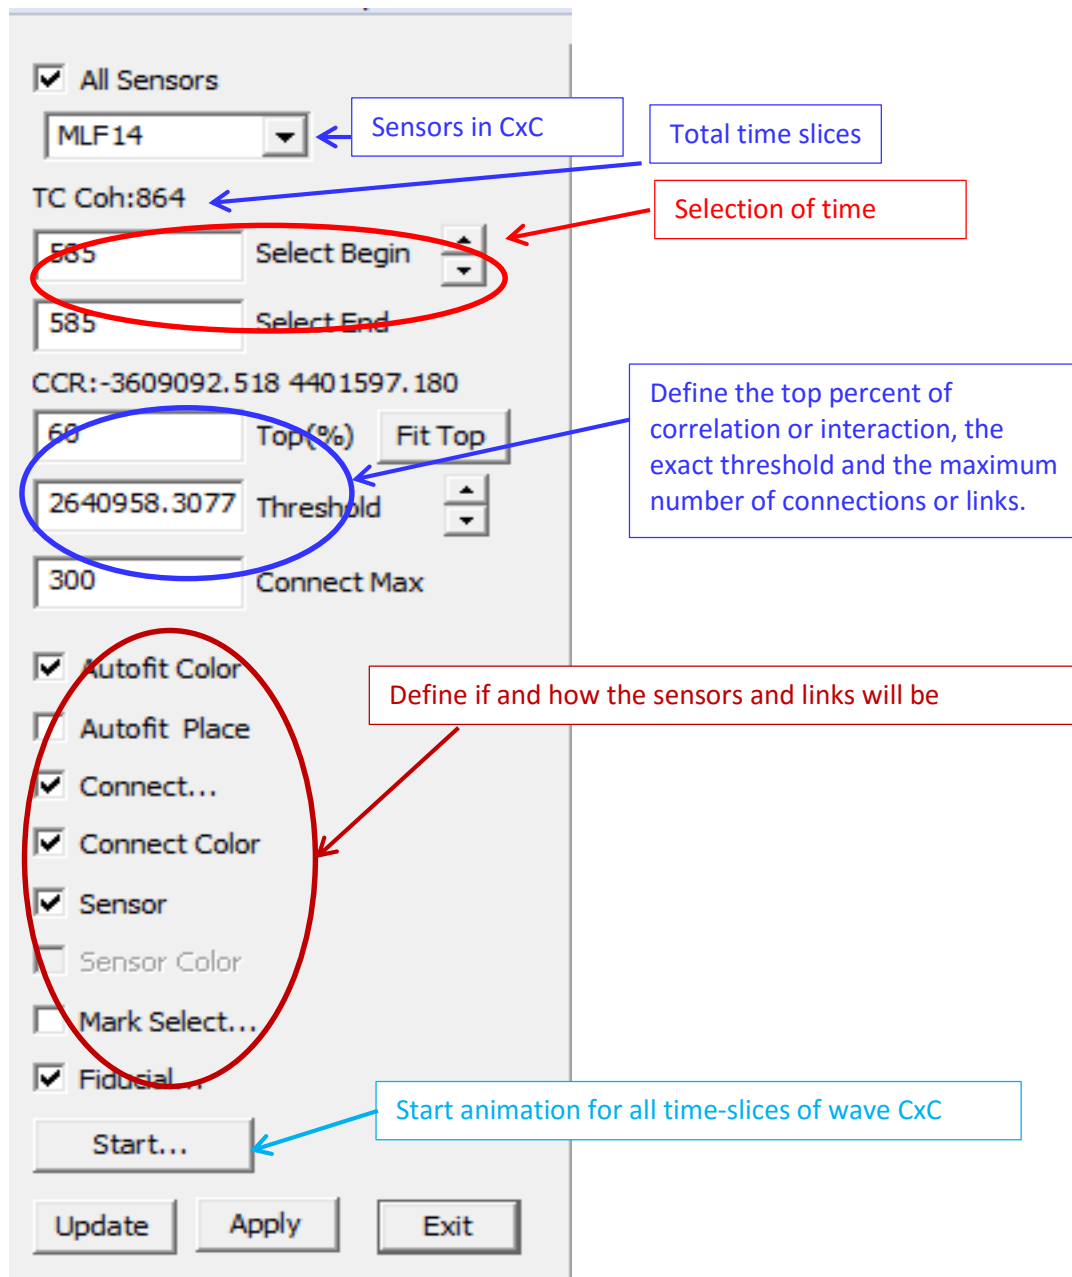 All Sensors
MLF14
Sensors in CxC
Total time slices
TC Coh:864
Selection of time
585
Select Begin
585
Select End
CCR:-3609092.518 4401597.180
60
Top(%)
Fit Top
Define the top percent of
correlation or interaction, the
exact threshold and the maximum
number of connections or links.
2640958.3077
Threshold
300
Connect Max
Autofit Color
Define if and how the sensors and links will be
Autofit Place
Connect...
Connect Color
Sensor
Sensor Color
Mark Select...
Fiducial...
Start animation for all time-slices of wave CxC
Start...
Update
Apply
Exit